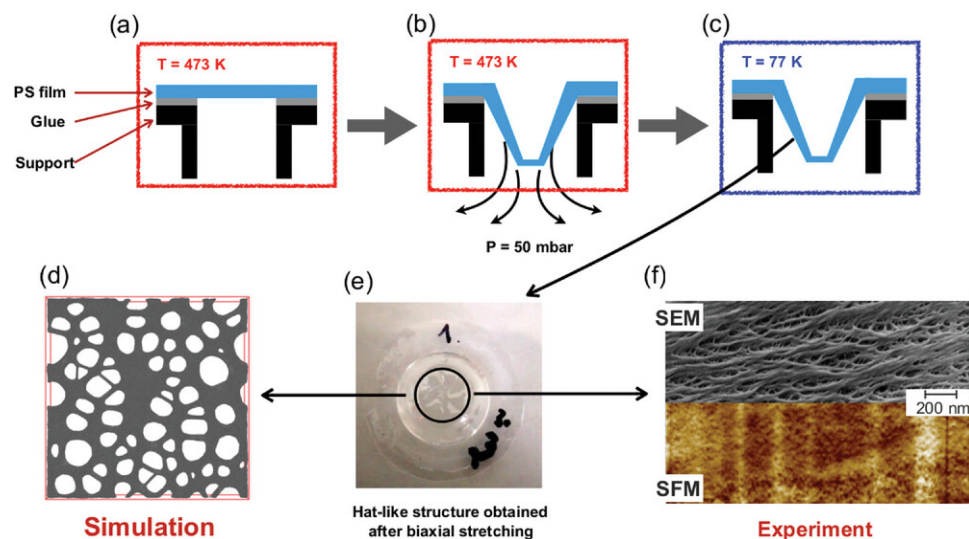 (a)
(b)
(c)
T = 473 K
T = 473 K
T = 77 K
PS film
Glue
Support
P = 50 mbar
(d)
(e)
(f)
1.
SEM
200 nm
SFM
Simulation
Hat-like structure obtained
after biaxial stretching
Experiment